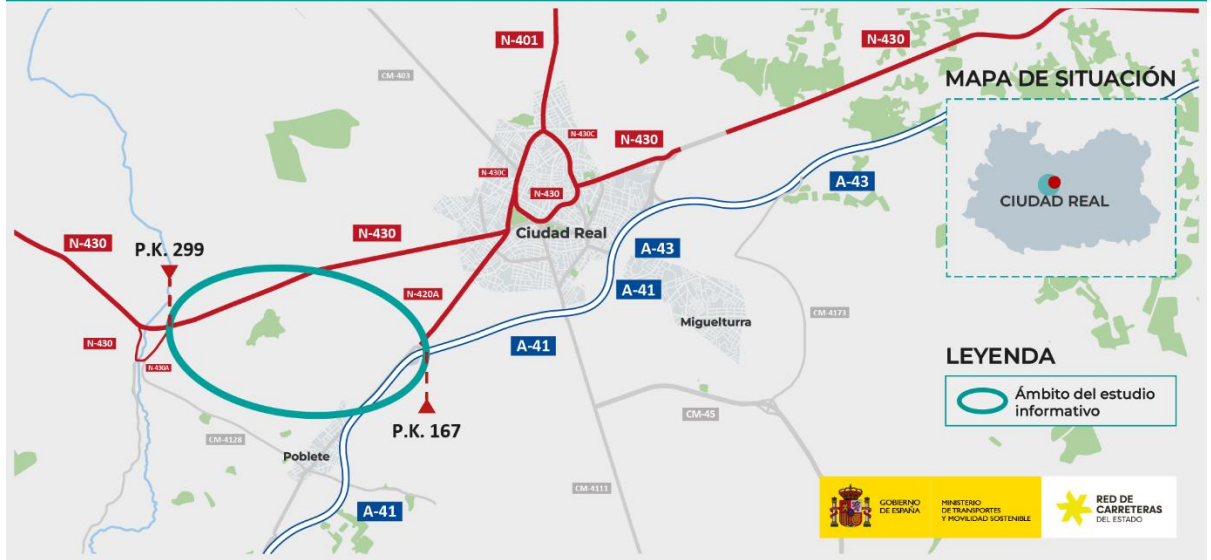 N-401
N-430
CM-403
MAPA DE SITUACIÓN
N-430C
N-430
N-430C
N-430
A-43
CIUDAD REAL
N-430
N-430
Ciudad Real
P.K. 299
A-43
N-420A
A-41
Miguelturra
CM-4173
N-430
A-41
LEYENDA
N-430A
Ámbito del estudio
informativo
P.K. 167
CM-45
CM-4128
Poblete
CM-4111
A-41
GOBIERNO
DE ESPAÑA
MINISTERIO
DE TRANSPORTES
Y MOVILIDAD SOSTENIBLE
RED DE
CARRETERAS
DEL ESTADO